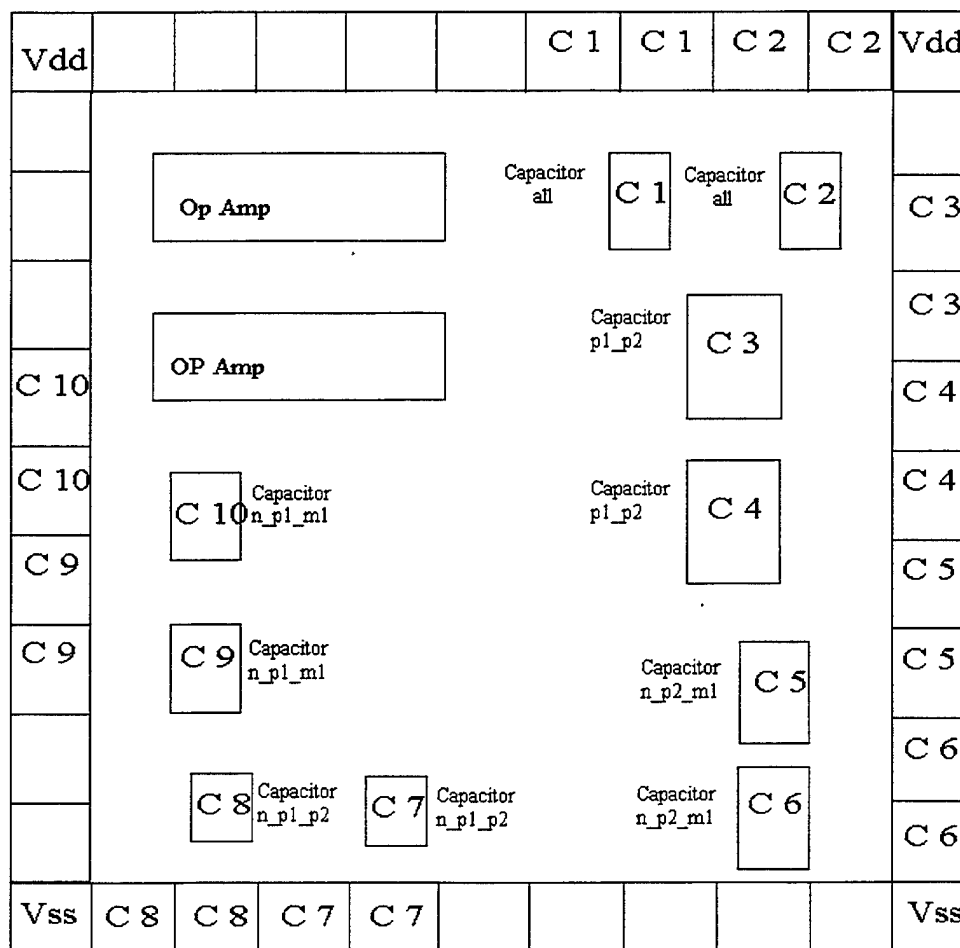 Vdd
C 1
C 1
C 2
C 2
Vdd
Op Amp
Capacitor
all
C 1
Capacitor
all
C 2
C 3
Capacitor
p1_p2
C 3
C 3
OP Amp
C 10
C 4
C 10
C 10
Capacitor
n_p1_m1
Capacitor
p1_p2
C 4
C 4
C 9
C 5
C 9
C 9
Capacitor
n_p1_m1
Capacitor
n_p2_m1
C 5
C 5
C 6
C 8
Capacitor
n_p1_p2
C 7
Capacitor
n_p1_p2
Capacitor
n_p2_m1
C 6
C 6
Vss
C 8
C 8
C 7
C 7
Vss